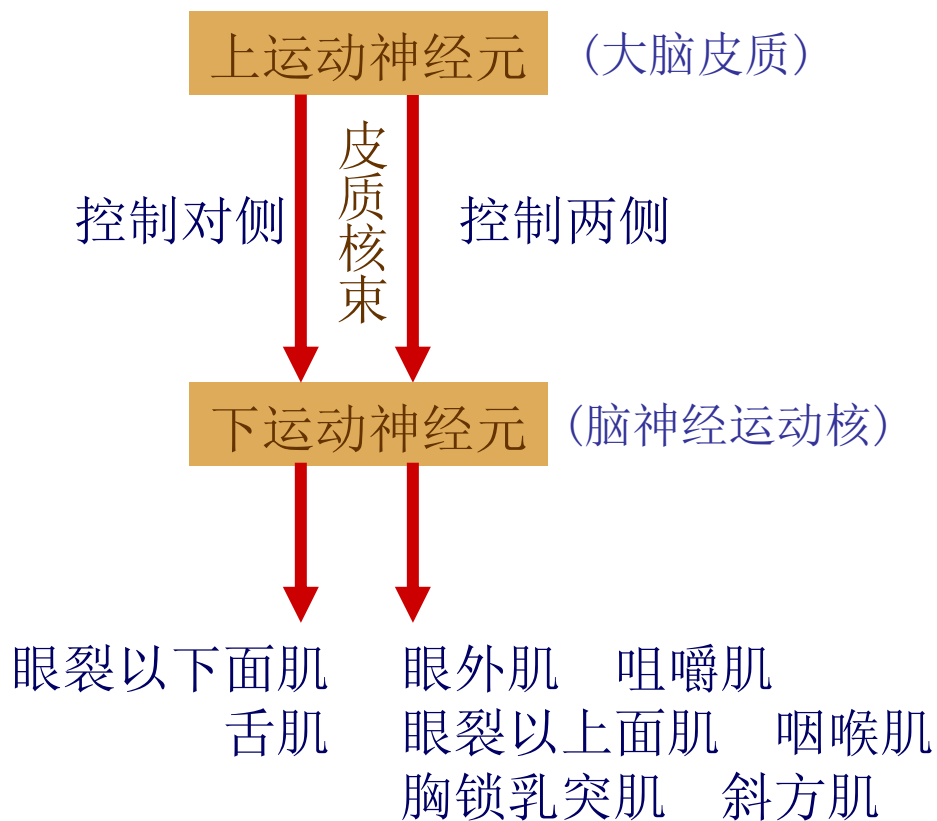 上运动神经元 (大脑皮质)
皮质核束
控制对侧 控制两侧
下运动神经元 (脑神经运动核)
眼裂以下面肌 眼外肌 咀嚼肌
舌肌 眼裂以上面肌 咽喉肌
胸锁乳突肌 斜方肌